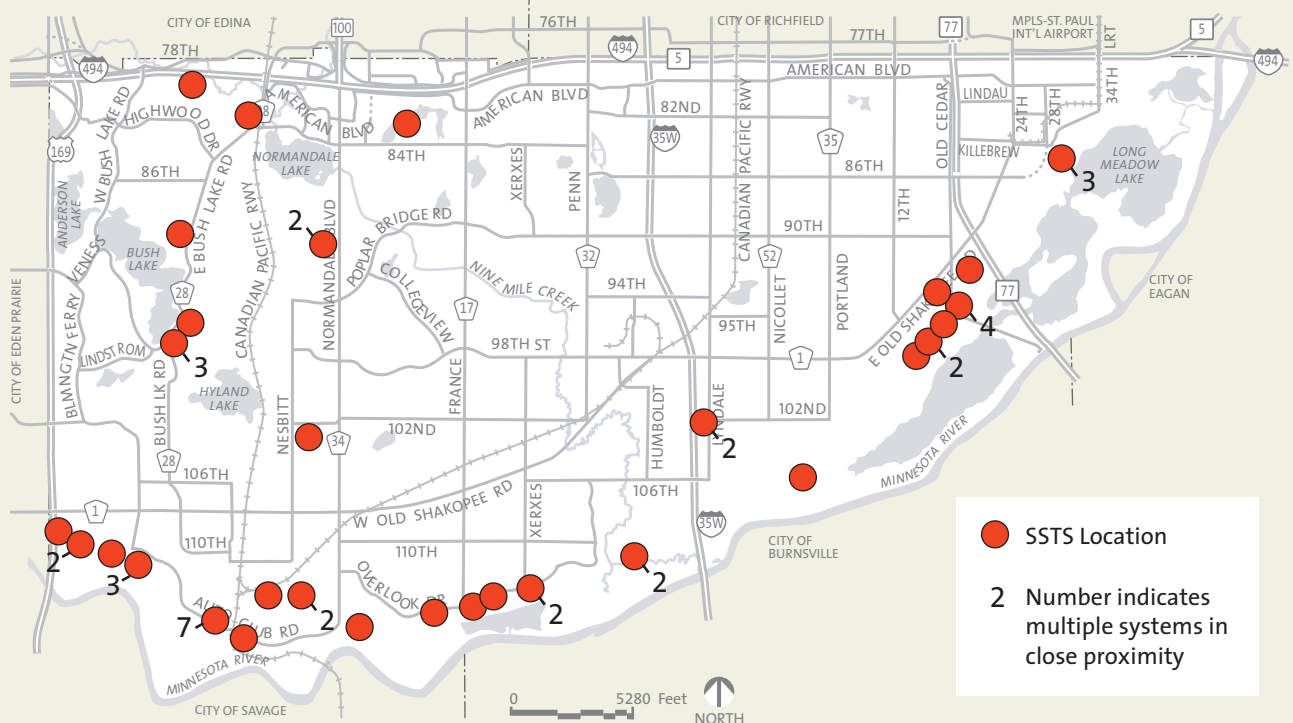 CITY OF EDINA
76TH
CITY OF RICHFIELD
77TH
77
MPLS-ST. PAUL
INT'L AIRPORT
LRT
34TH
5
494
100
494
5
78TH
494
AMERICAN BLVD
AMERICAN BLVD
AMERICAN BLVD
LINDAU
24TH
28TH
82ND
HIGHWOOD DR
W BUSH LAKE RD
169
35W
35
OLD CEDAR
KILLEBREW
LONG
MEADOW
LAKE
3
NORMANDALE
LAKE
84TH
86TH
86TH
XERXES
PENN
CANADIAN PACIFIC RWY
12TH
ANDERSON
LAKE
E BUSH LAKE RD
2
NORMANDALE BLVD
POPLAR BRIDGE RD
90TH
BUSH
LAKE
VENESS
CANADIAN PACIFIC RWY
COLLEGEVIEW
NINE MILE CREEK
32
52
94TH
NICOLLET
PORTLAND
77
CITY OF
EAGAN
28
17
95TH
E OLD SHAKOPEE RD
4
2
CITY OF EDEN PRAIRIE
BLMNGTN FERRY
LINDSTROM
3
98TH ST
1
BUSH LK RD
HYLAND
LAKE
NESBITT
FRANCE
HUMBOLDT
LYNDALE
102ND
2
102ND
34
28
106TH
106TH
MINNESOTA RIVER
W OLD SHAKOPEE RD
XERXES
1
35W
110TH
110TH
CITY OF
BURNSVILLE
2
3
OVERLOOK DR
2
2
2
7
AUTO CLUB RD
MINNESOTA RIVER
CITY OF SAVAGE
0 5280 Feet
NORTH
SSTS Location
2 Number indicates
multiple systems in
close proximity